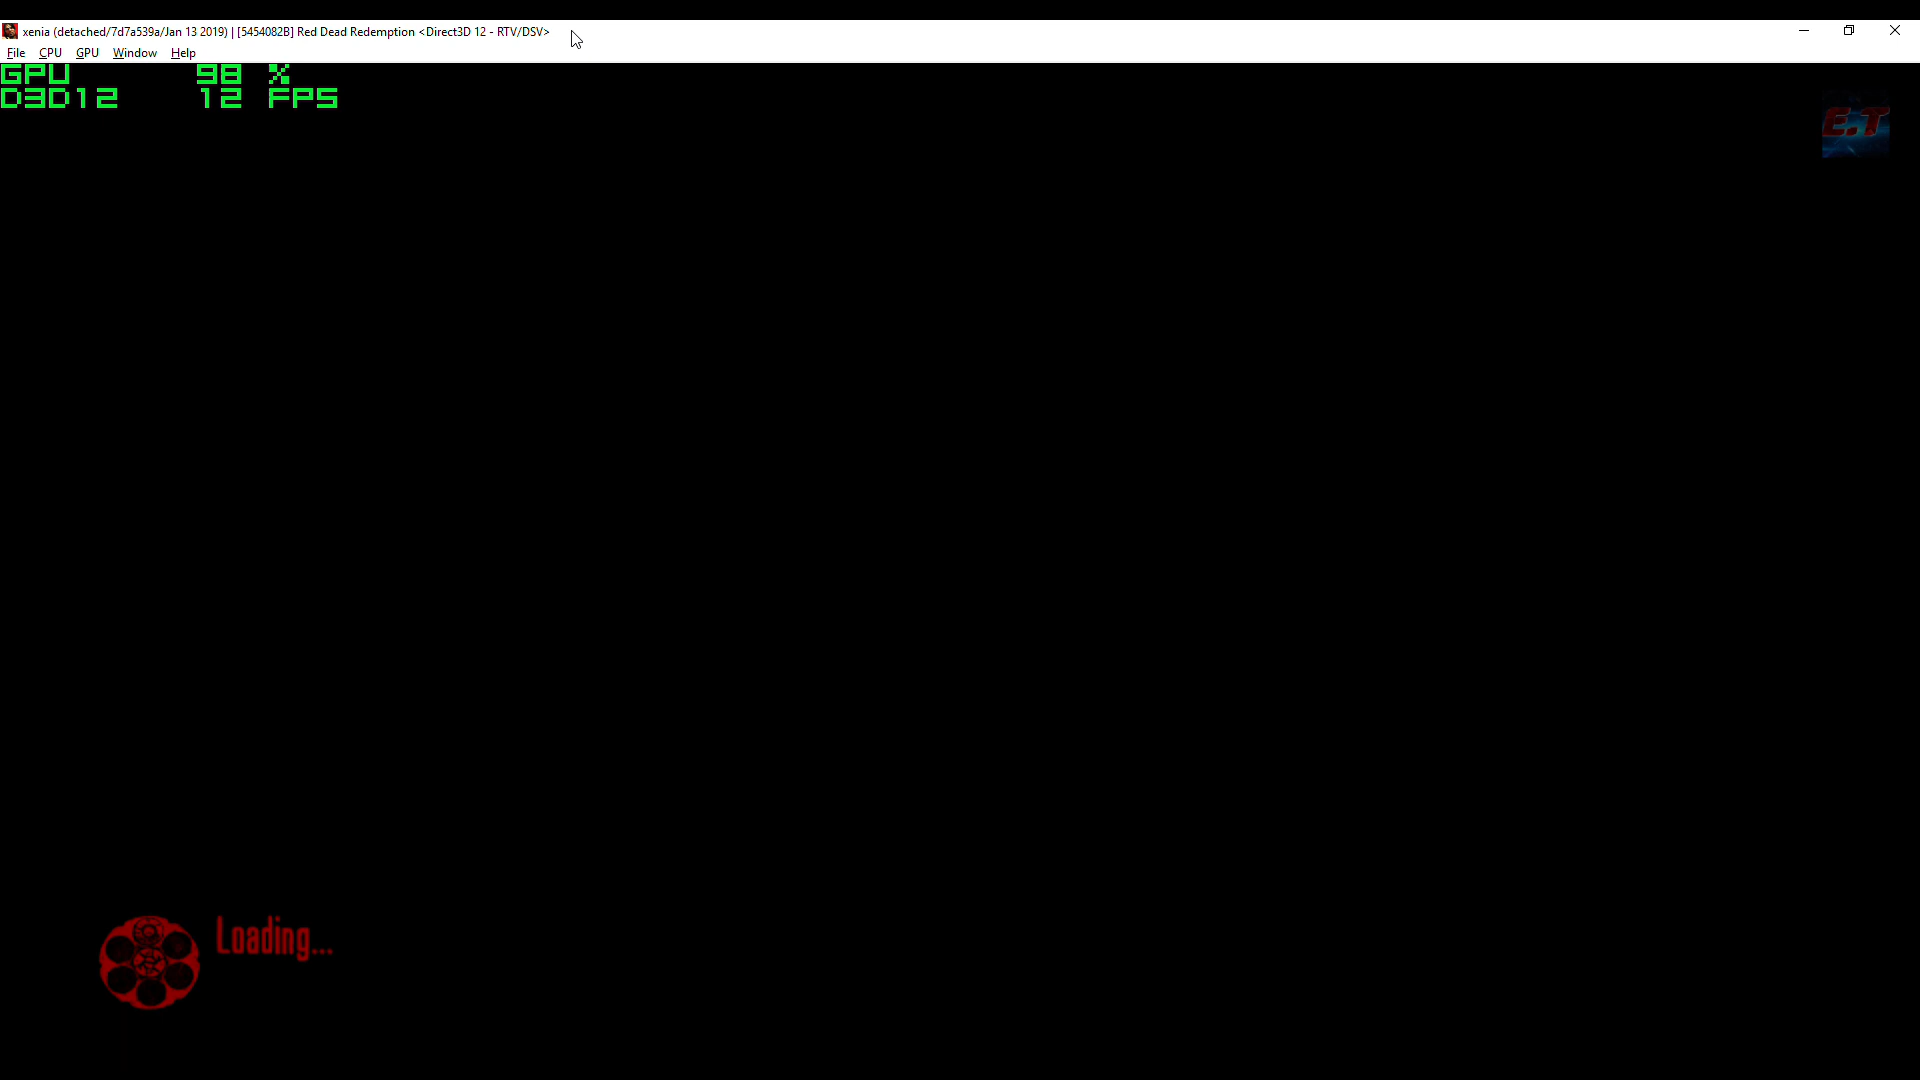 xenia (detached/7d7a539a/Jan 13 2019) | [5454082B] Red Dead Redemption <Direct3D 12 - RTV/DSV>
File CPU GPU Window Help
GPU 98 %
D3D12 12 FPS
E.T
Loading...